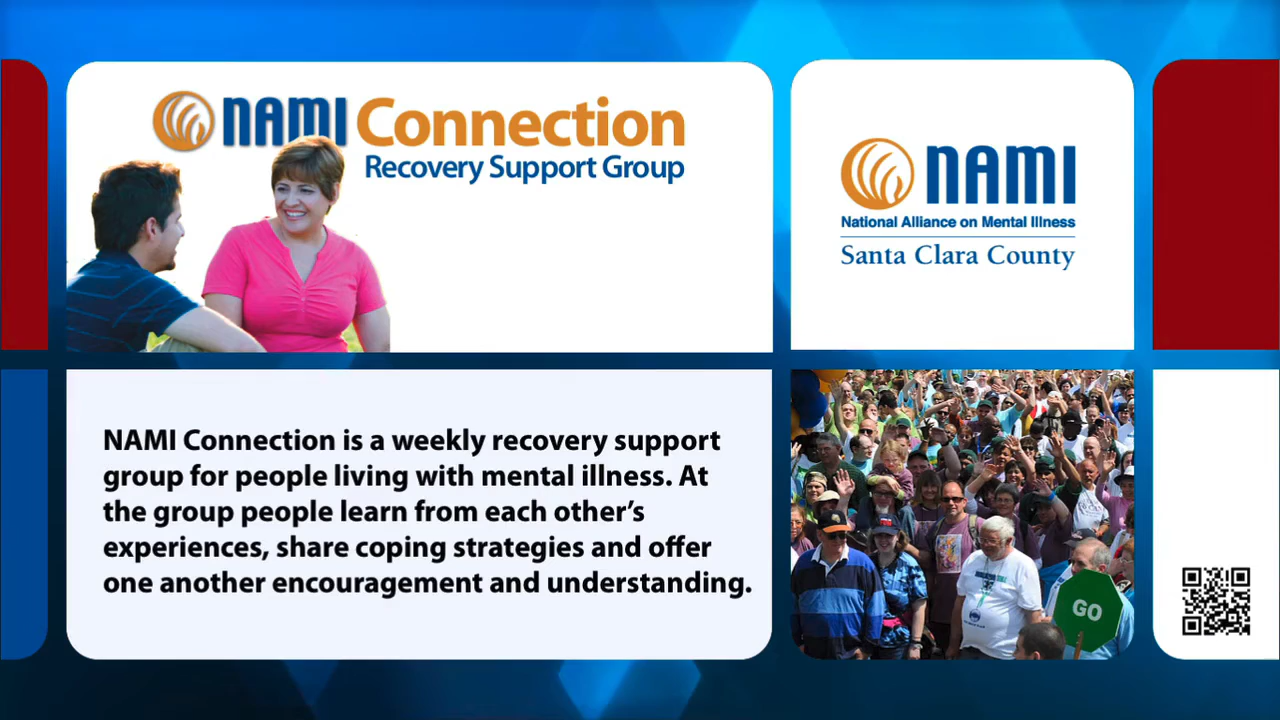 NAMI Connection
Recovery Support Group
NAMI
National Alliance on Mental Illness
Santa Clara County
NAMI Connection is a weekly recovery support
group for people living with mental illness. At
the group people learn from each other's
experiences, share coping strategies and offer
one another encouragement and understanding.
GO